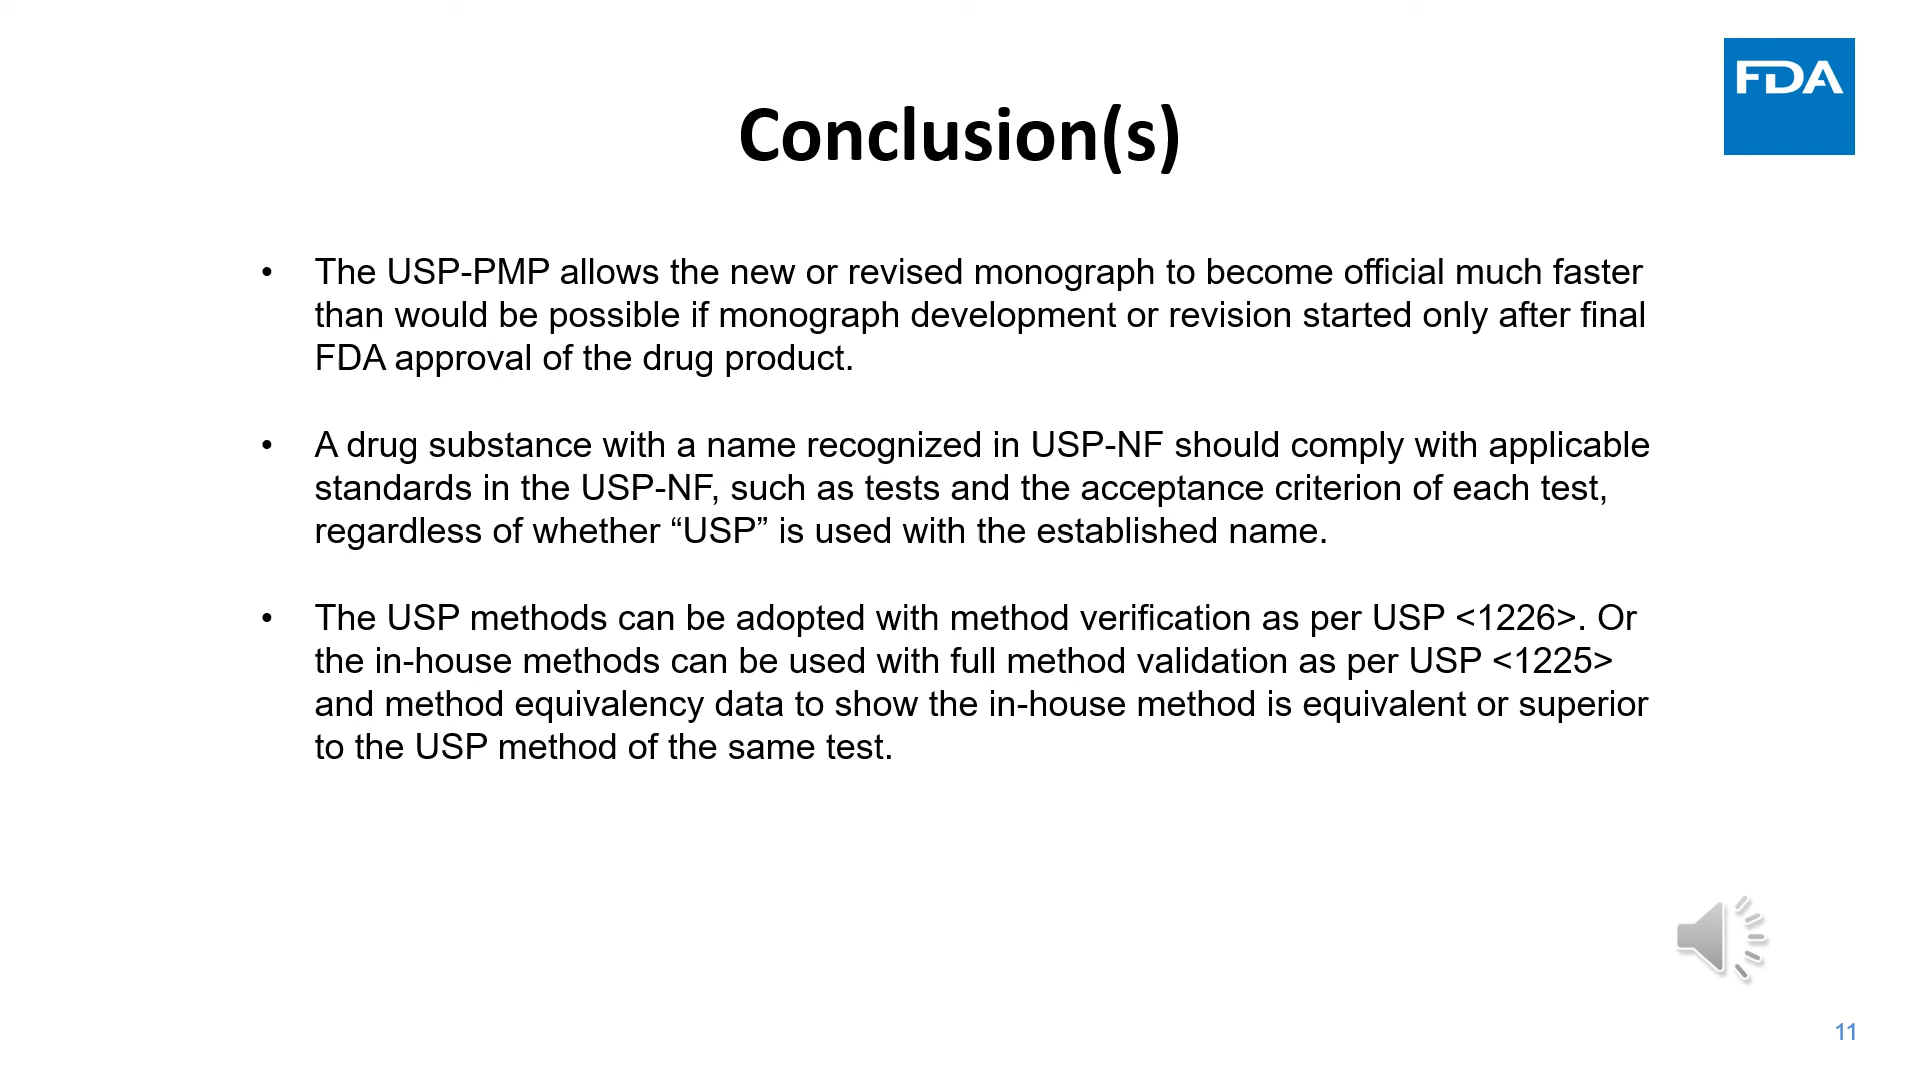 FDA
Conclusion(s)
• The USP-PMP allows the new or revised monograph to become official much faster
than would be possible if monograph development or revision started only after final
FDA approval of the drug product.
• A drug substance with a name recognized in USP-NF should comply with applicable
standards in the USP-NF, such as tests and the acceptance criterion of each test,
regardless of whether “USP” is used with the established name.
• The USP methods can be adopted with method verification as per USP <1226>. Or
the in-house methods can be used with full method validation as per USP <1225>
and method equivalency data to show the in-house method is equivalent or superior
to the USP method of the same test.
11